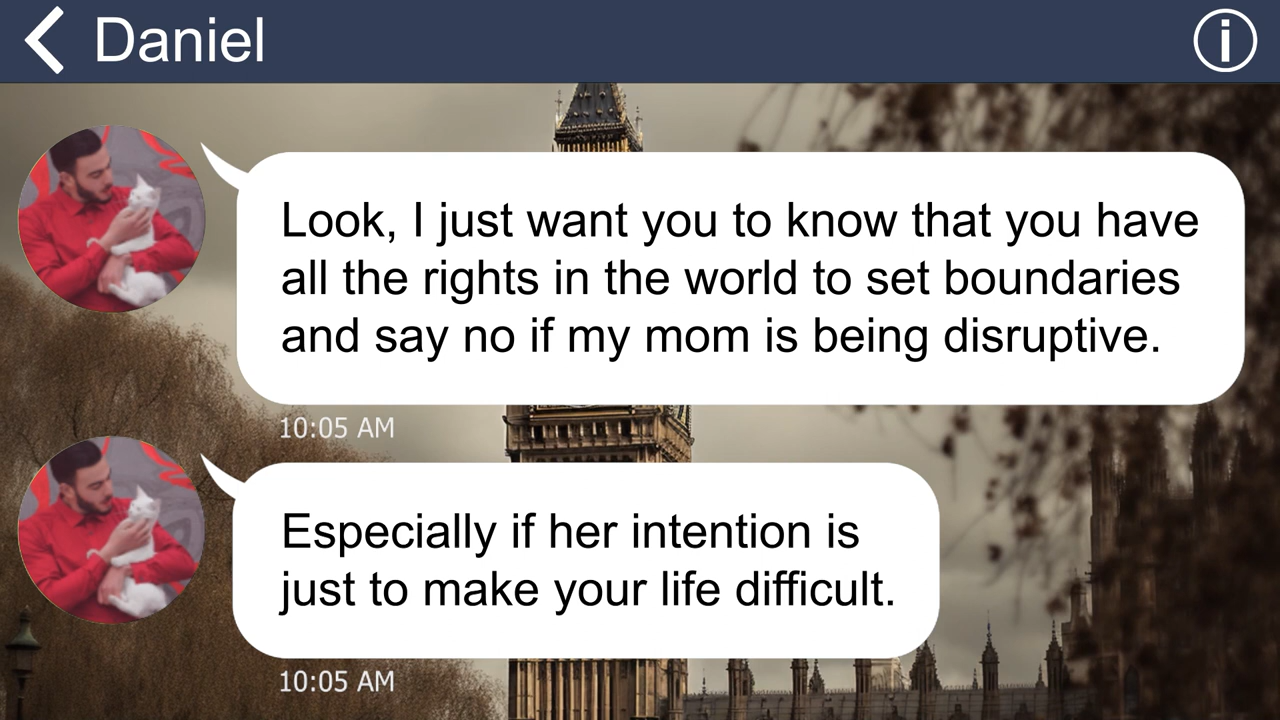 Daniel
Look, I just want you to know that you have
all the rights in the world to set boundaries
and say no if my mom is being disruptive.
10:05 AM
Especially if her intention is
just to make your life difficult.
10:05 AM